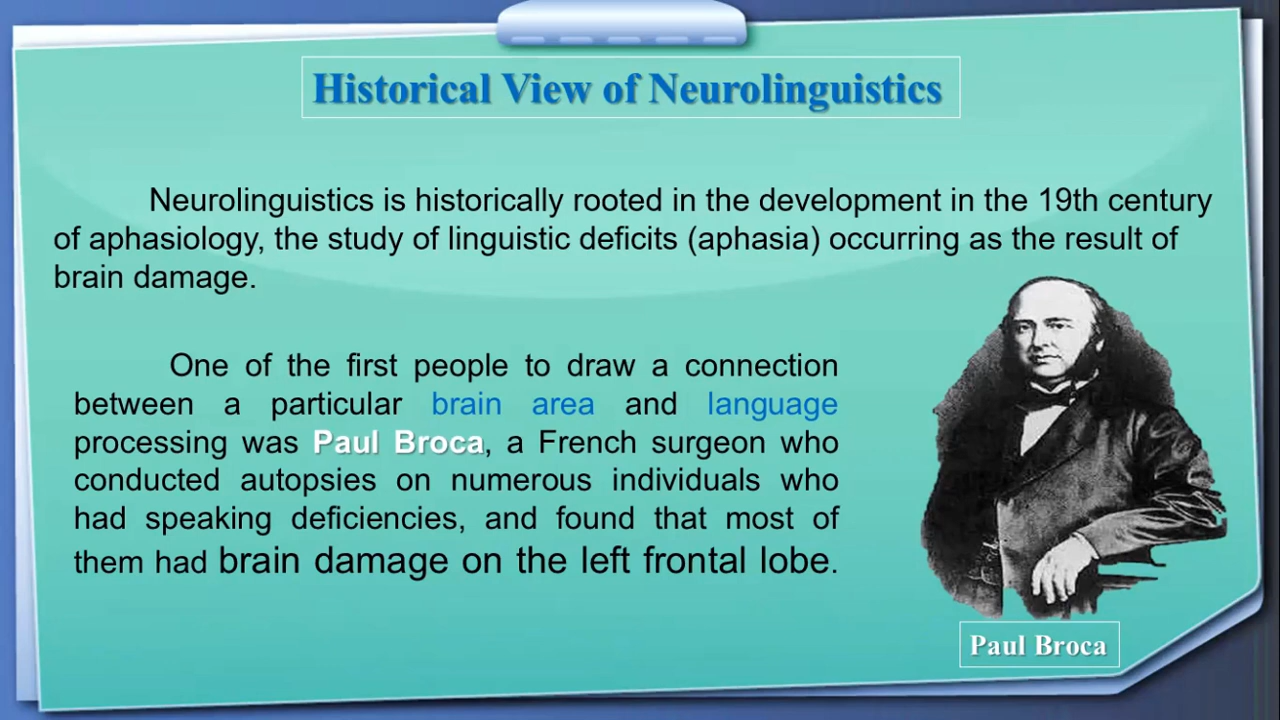 Historical View of Neurolinguistics
Neurolinguistics is historically rooted in the development in the 19th century
of aphasiology, the study of linguistic deficits (aphasia) occurring as the result of
brain damage.
One of the first people to draw a connection
between a particular brain area and language
processing was Paul Broca, a French surgeon who
conducted autopsies on numerous individuals who
had speaking deficiencies, and found that most of
them had brain damage on the left frontal lobe.
Paul Broca